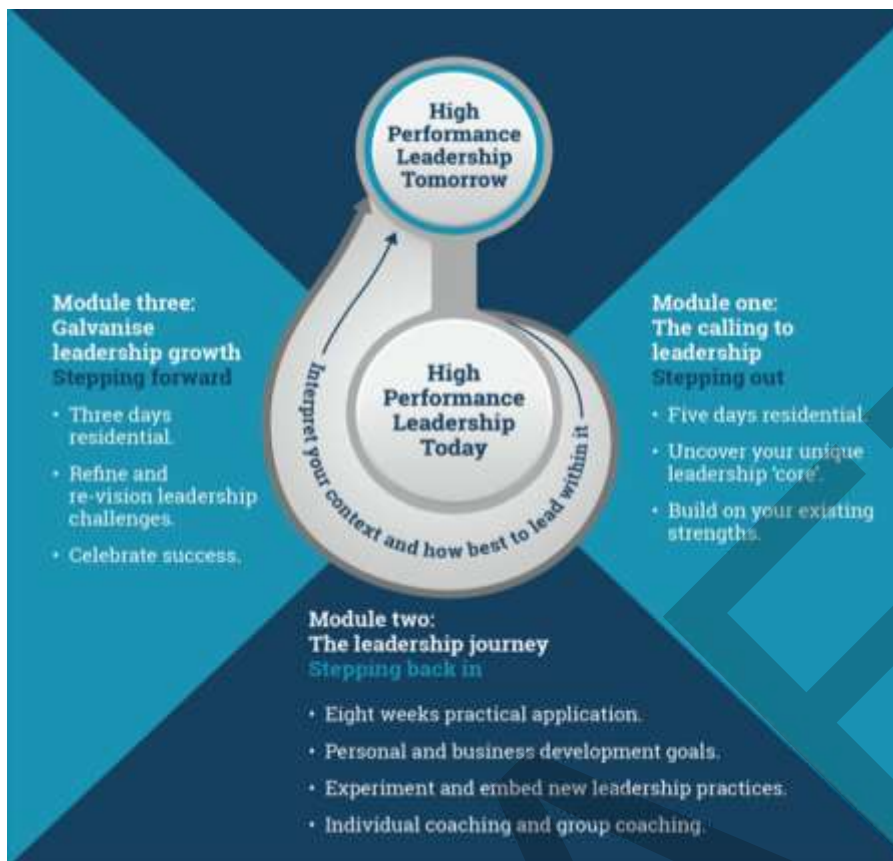 High
Performance
Leadership
Tomorrow
High
Performance
Leadership
Today
Interpret your context and how best to lead within it
Module one:
The calling to
leadership
Stepping out
• Five days residential.
• Uncover your unique
leadership 'core'.
• Build on your existing
strengths.
Module two:
The leadership journey
Stepping back in
• Eight weeks practical application.
• Personal and business development goals.
• Experiment and embed new leadership practices.
• Individual coaching and group coaching.
Module three:
Galvanise
leadership growth
Stepping forward
• Three days
residential.
• Refine and
re-vision leadership
challenges.
• Celebrate success.